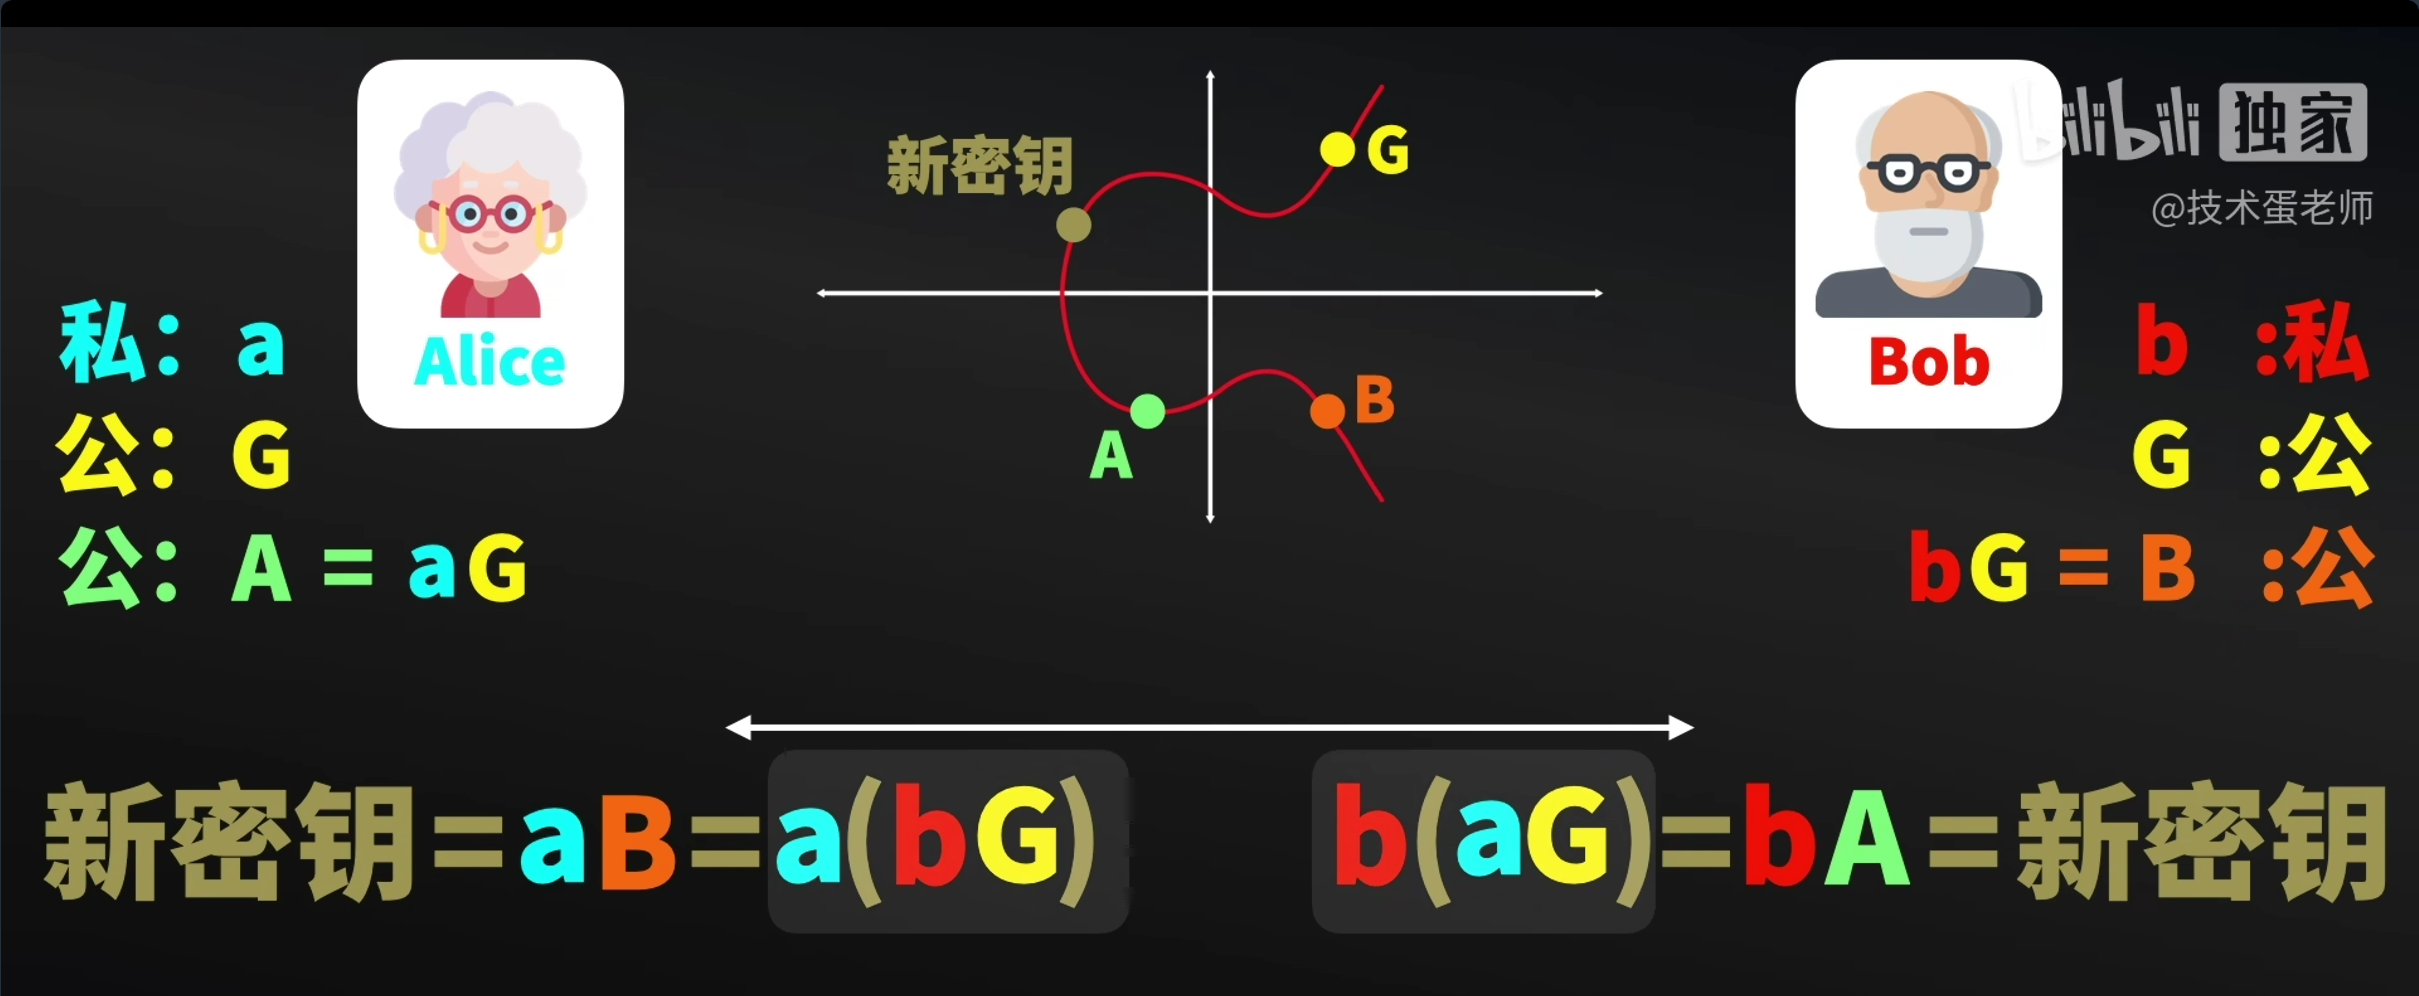 bilibili 独家
@技术蛋老师
新密钥
G
Alice
Bob
私：a
b :私
公：G
G :公
A
B
公：A = aG
bG = B :公
新密钥=aB=a(bG)
b(aG)=bA=新密钥